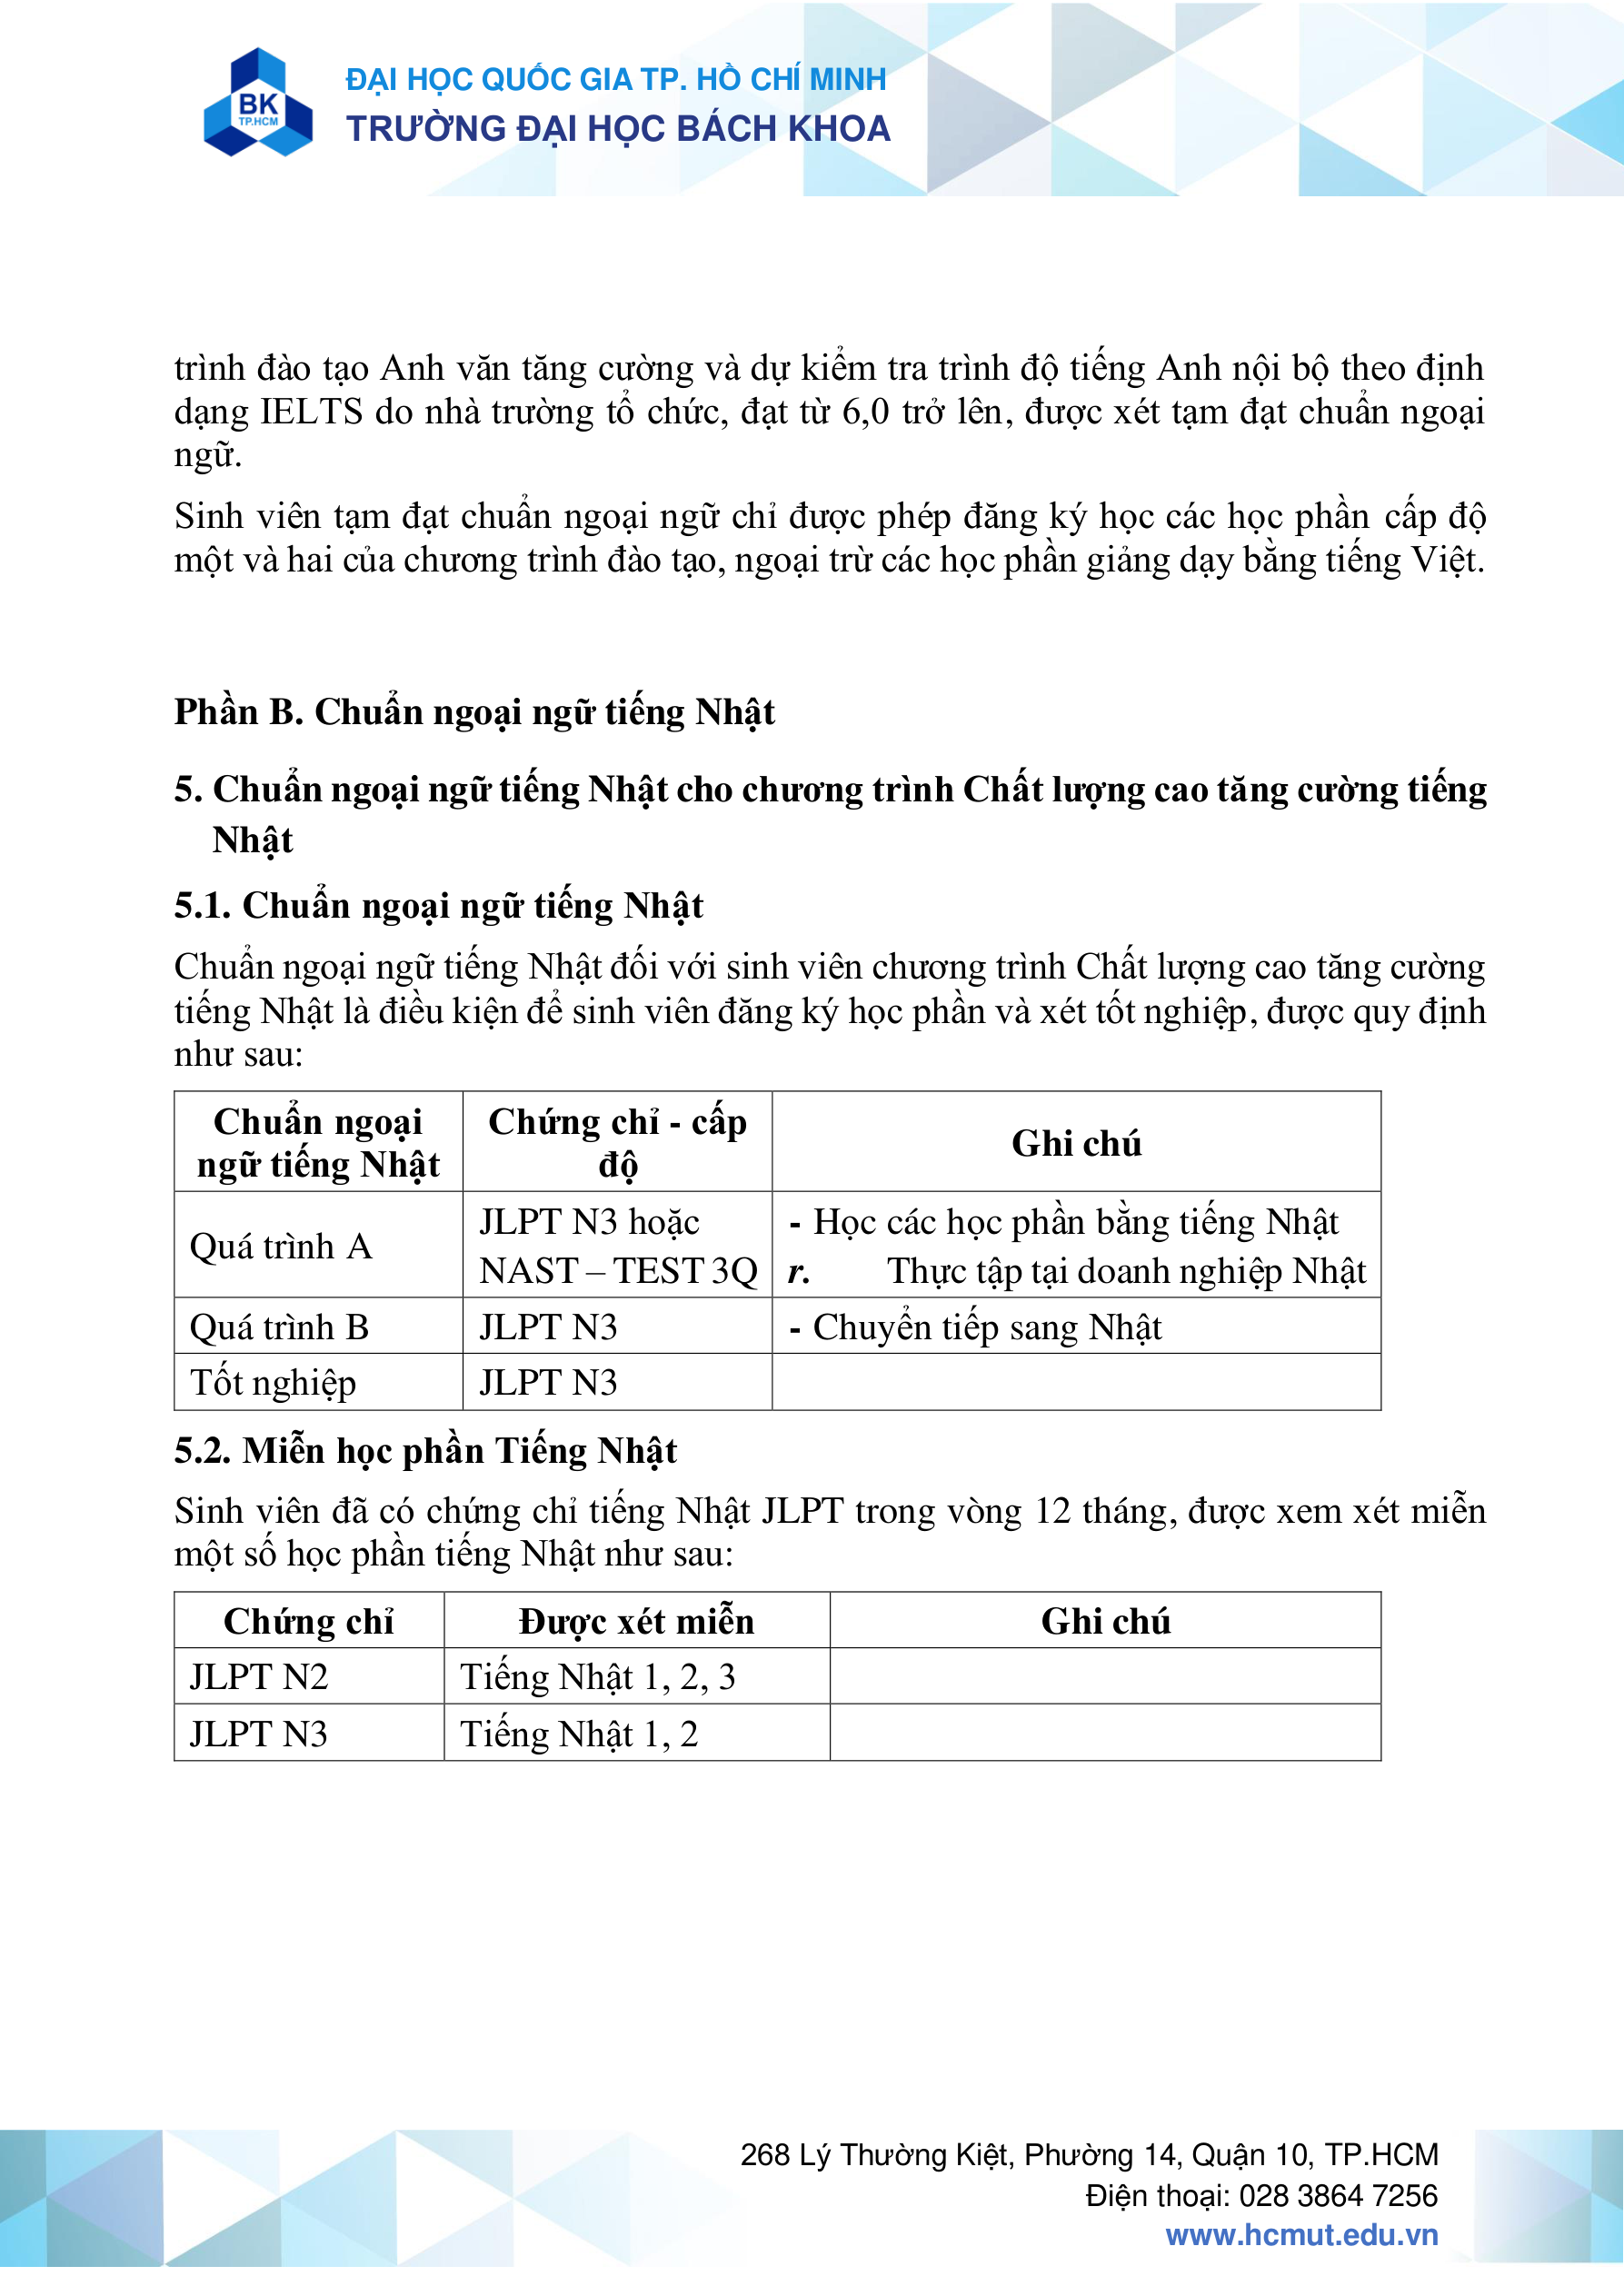 BK
TP.HCM
ĐẠI HỌC QUỐC GIA TP. HỒ CHÍ MINH
TRƯỜNG ĐẠI HỌC BÁCH KHOA
trình đào tạo Anh văn tăng cường và dự kiểm tra trình độ tiếng Anh nội bộ theo định
dạng IELTS do nhà trường tổ chức, đạt từ 6,0 trở lên, được xét tạm đạt chuẩn ngoại
ngữ.
Sinh viên tạm đạt chuẩn ngoại ngữ chỉ được phép đăng ký học các học phần cấp độ
một và hai của chương trình đào tạo, ngoại trừ các học phần giảng dạy bằng tiếng Việt.
Phần B. Chuẩn ngoại ngữ tiếng Nhật
5. Chuẩn ngoại ngữ tiếng Nhật cho chương trình Chất lượng cao tăng cường tiếng
Nhật
5.1. Chuẩn ngoại ngữ tiếng Nhật
Chuẩn ngoại ngữ tiếng Nhật đối với sinh viên chương trình Chất lượng cao tăng cường
tiếng Nhật là điều kiện để sinh viên đăng ký học phần và xét tốt nghiệp, được quy định
như sau:
Chuẩn ngoại
ngữ tiếng Nhật
Chứng chỉ - cấp
độ
Ghi chú
Quá trình A
JLPT N3 hoặc
NAST – TEST 3Q
- Học các học phần bằng tiếng Nhật
r. Thực tập tại doanh nghiệp Nhật
Quá trình B
JLPT N3
- Chuyển tiếp sang Nhật
Tốt nghiệp
JLPT N3
5.2. Miễn học phần Tiếng Nhật
Sinh viên đã có chứng chỉ tiếng Nhật JLPT trong vòng 12 tháng, được xem xét miễn
một số học phần tiếng Nhật như sau:
Chứng chỉ
Được xét miễn
Ghi chú
JLPT N2
Tiếng Nhật 1, 2, 3
JLPT N3
Tiếng Nhật 1, 2
268 Lý Thường Kiệt, Phường 14, Quận 10, TP.HCM
Điện thoại: 028 3864 7256
www.hcmut.edu.vn